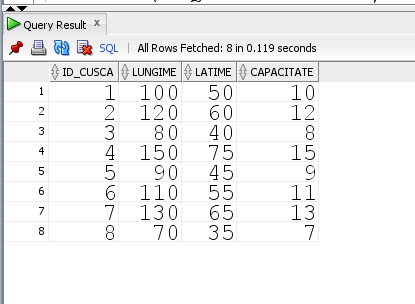 Query Result x
SQL | All Rows Fetched: 8 in 0.119 seconds
ID_CUSCA LUNGIME LATIME CAPACITATE
1 1 100 50 10
2 2 120 60 12
3 3 80 40 8
4 4 150 75 15
5 5 90 45 9
6 6 110 55 11
7 7 130 65 13
8 8 70 35 7